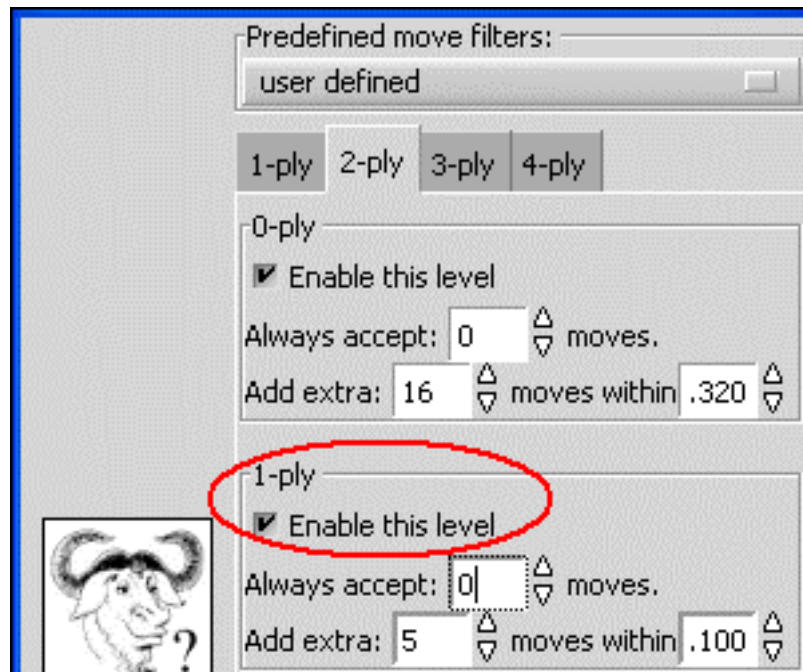 Predefined move filters:
user defined
1-ply 2-ply 3-ply 4-ply
0-ply
Enable this level
Always accept: 0 moves.
Add extra: 16 moves within .320
1-ply
Enable this level
Always accept: 0 moves.
?
Add extra: 5 moves within .100